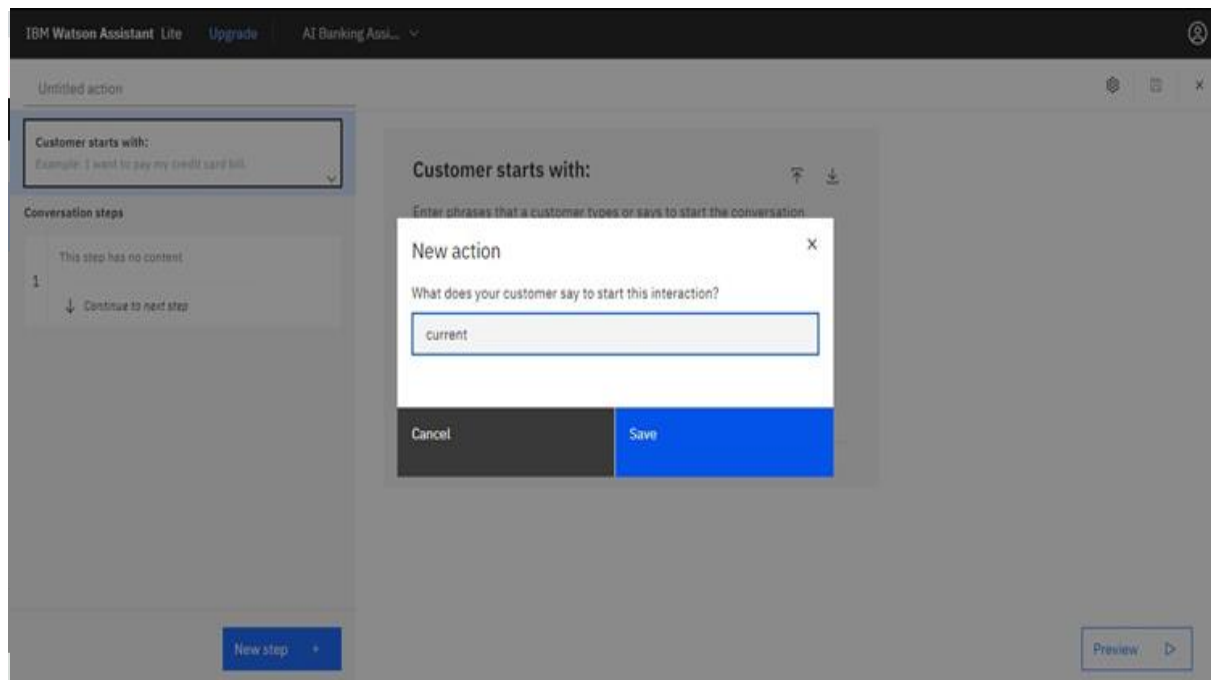 IBM Watson Assistant Lite Upgrade AI Banking Assi...
Untitled action
Customer starts with:
Example: I want to pay my credit card bill.
Conversation steps
This step has no content
1
Continue to next step
New step +
Customer starts with:
Enter phrases that a customer types or says to start the conversation
New action
What does your customer say to start this interaction?
current
Cancel Save
Preview